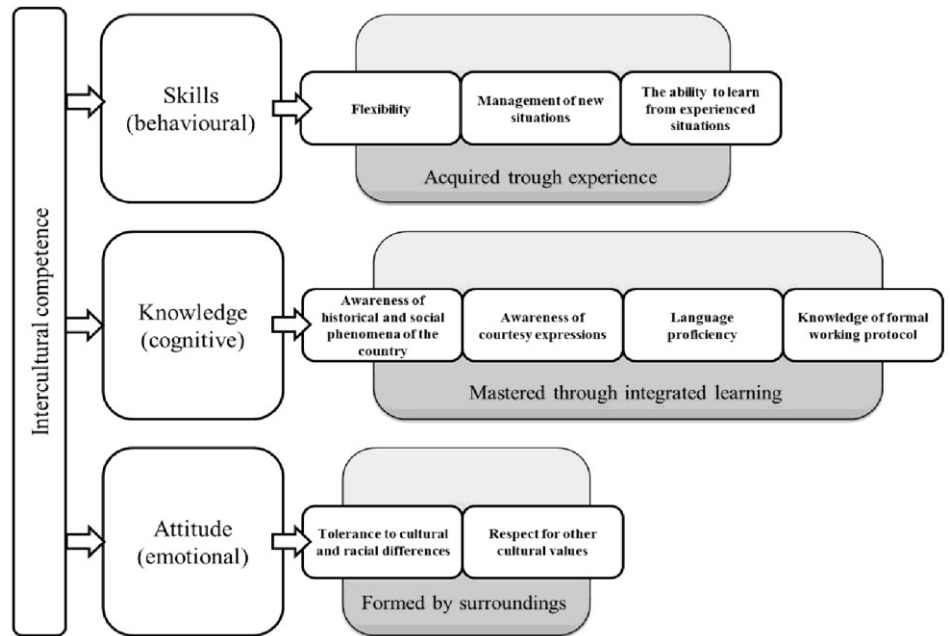 Intercultural competence
Skills
(behavioural)
Flexibility
Management of new
situations
The ability to learn
from experienced
situations
Acquired trough experience
Knowledge
(cognitive)
Awareness of
historical and social
phenomena of the
country
Awareness of
courtesy expressions
Language
proficiency
Knowledge of formal
working protocol
Mastered through integrated learning
Attitude
(emotional)
Tolerance to cultural
and racial differences
Respect for other
cultural values
Formed by surroundings